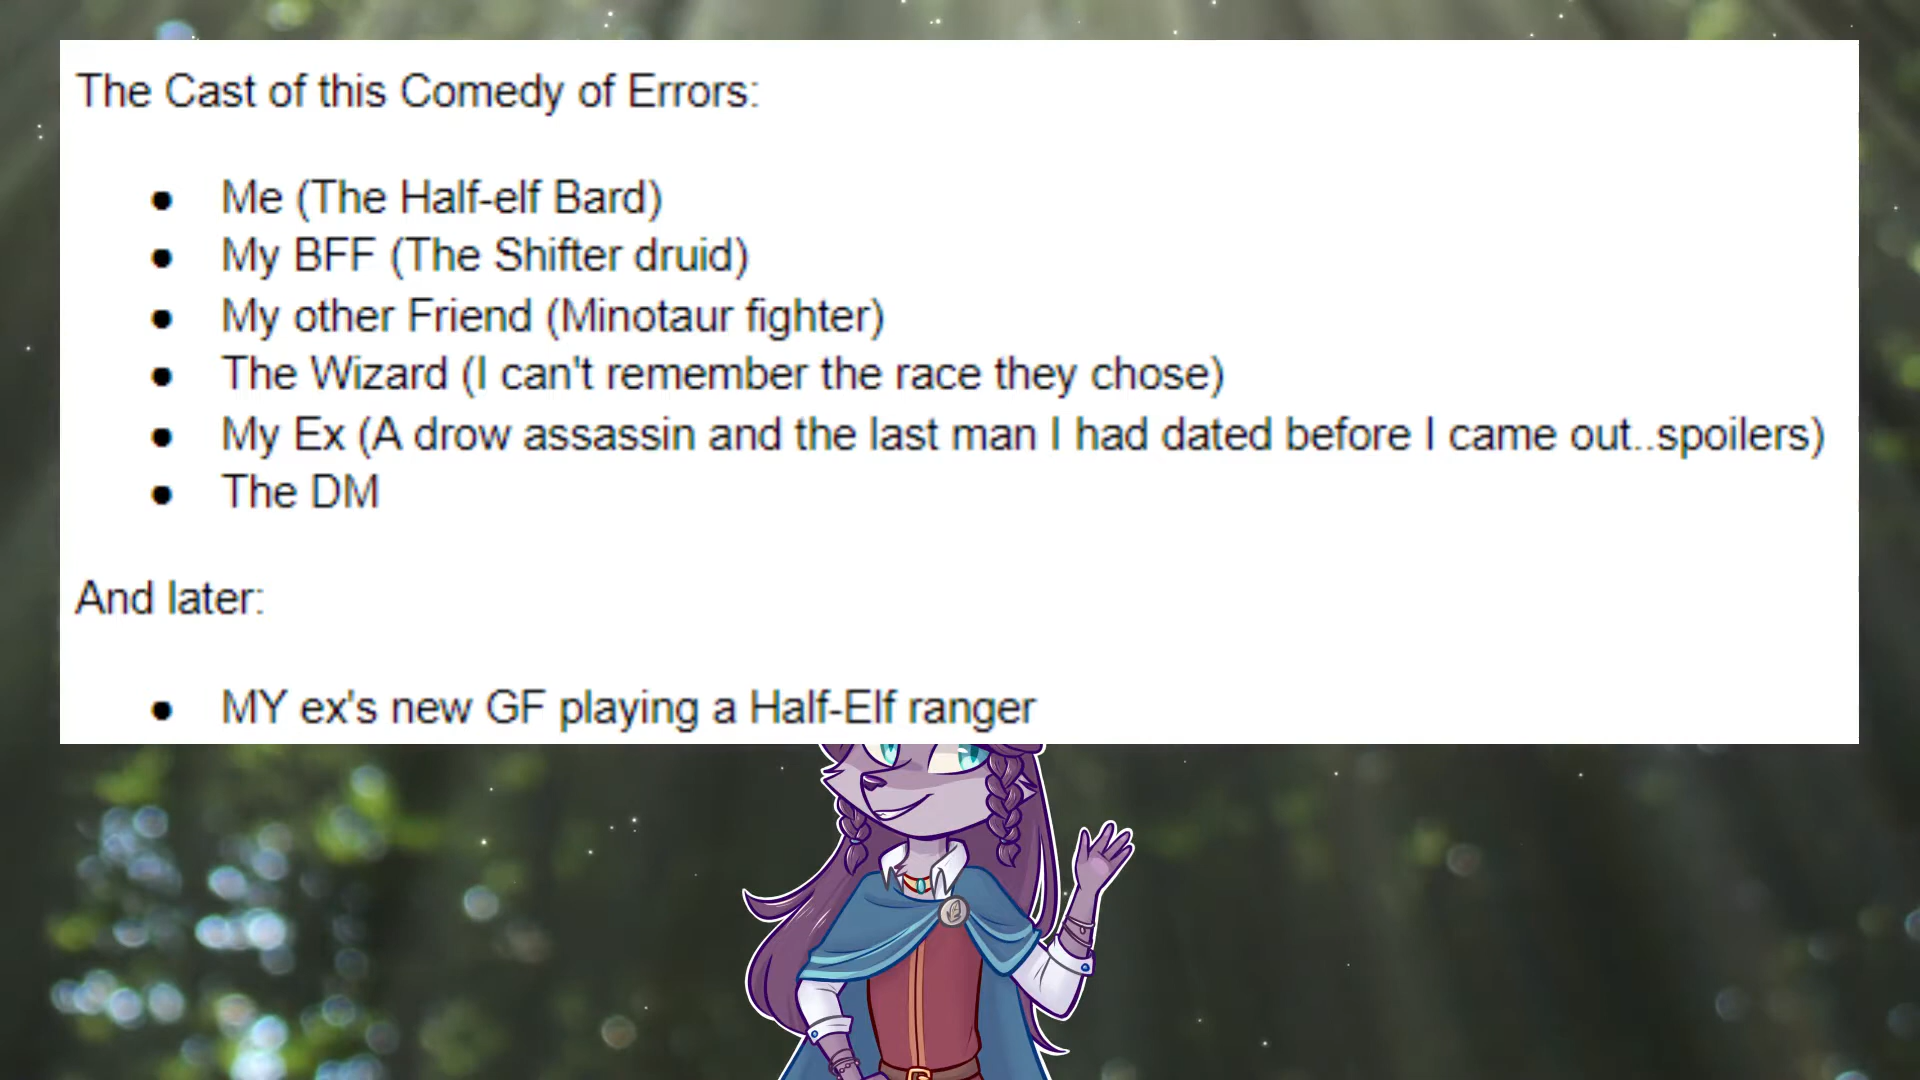 The Cast of this Comedy of Errors:
● Me (The Half-elf Bard)
● My BFF (The Shifter druid)
● My other Friend (Minotaur fighter)
● The Wizard (I can't remember the race they chose)
● My Ex (A drow assassin and the last man I had dated before I came out..spoilers)
● The DM
And later:
● MY ex's new GF playing a Half-Elf ranger